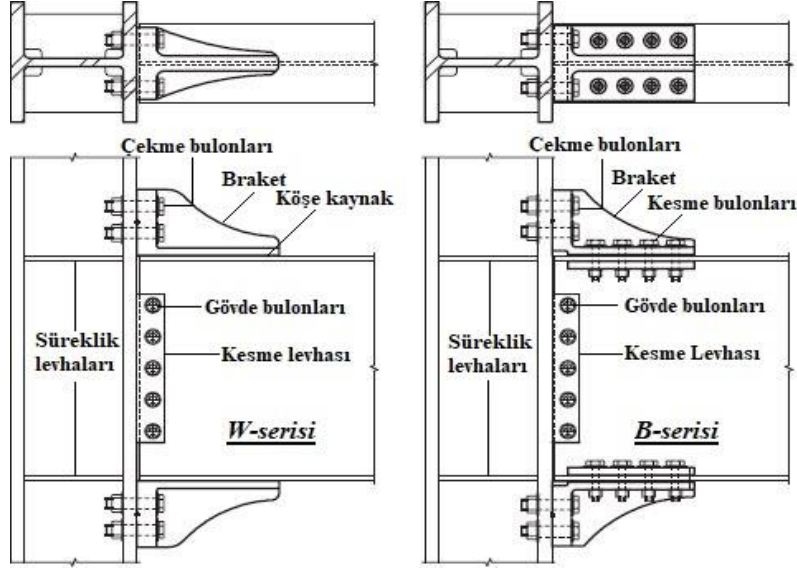 Çekme bulonları
Braket
Köşe kaynak
Gövde bulonları
Süreklik
levhaları
Kesme levhası
W-serisi
Çekme bulonları
Braket
Kesme bulonları
Gövde bulonları
Süreklik
levhaları
Kesme Levhası
B-serisi